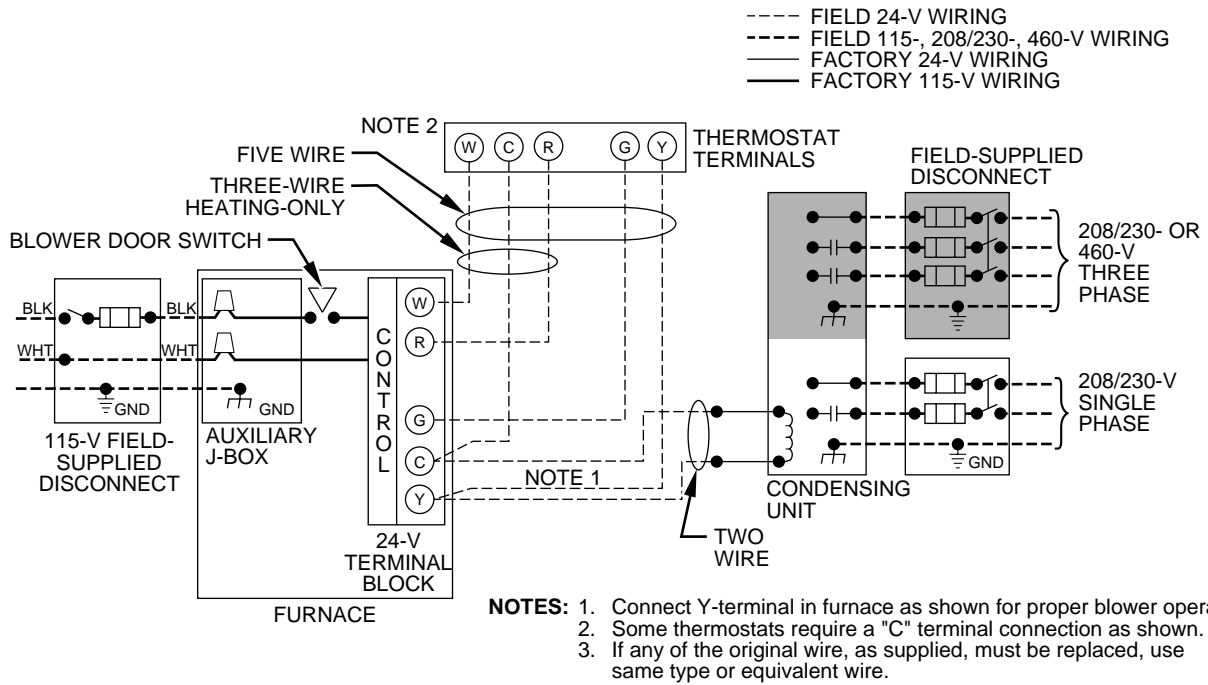 FIELD 24-V WIRING
FIELD 115-, 208/230-, 460-V WIRING
FACTORY 24-V WIRING
FACTORY 115-V WIRING
NOTE 2
W C R G Y
THERMOSTAT
TERMINALS
FIVE WIRE
THREE-WIRE
HEATING-ONLY
BLOWER DOOR SWITCH
FIELD-SUPPLIED
DISCONNECT
208/230- OR
460-V
THREE
PHASE
BLK
BLK
WHT
WHT
GND
GND
115-V FIELD-
SUPPLIED
DISCONNECT
AUXILIARY
J-BOX
CONTROL
W
R
G
C
Y
NOTE 1
24-V
TERMINAL
BLOCK
FURNACE
TWO
WIRE
CONDENSING
UNIT
GND
208/230-V
SINGLE
PHASE
NOTES: 1. Connect Y-terminal in furnace as shown for proper blower opera
2. Some thermostats require a "C" terminal connection as shown.
3. If any of the original wire, as supplied, must be replaced, use
same type or equivalent wire.